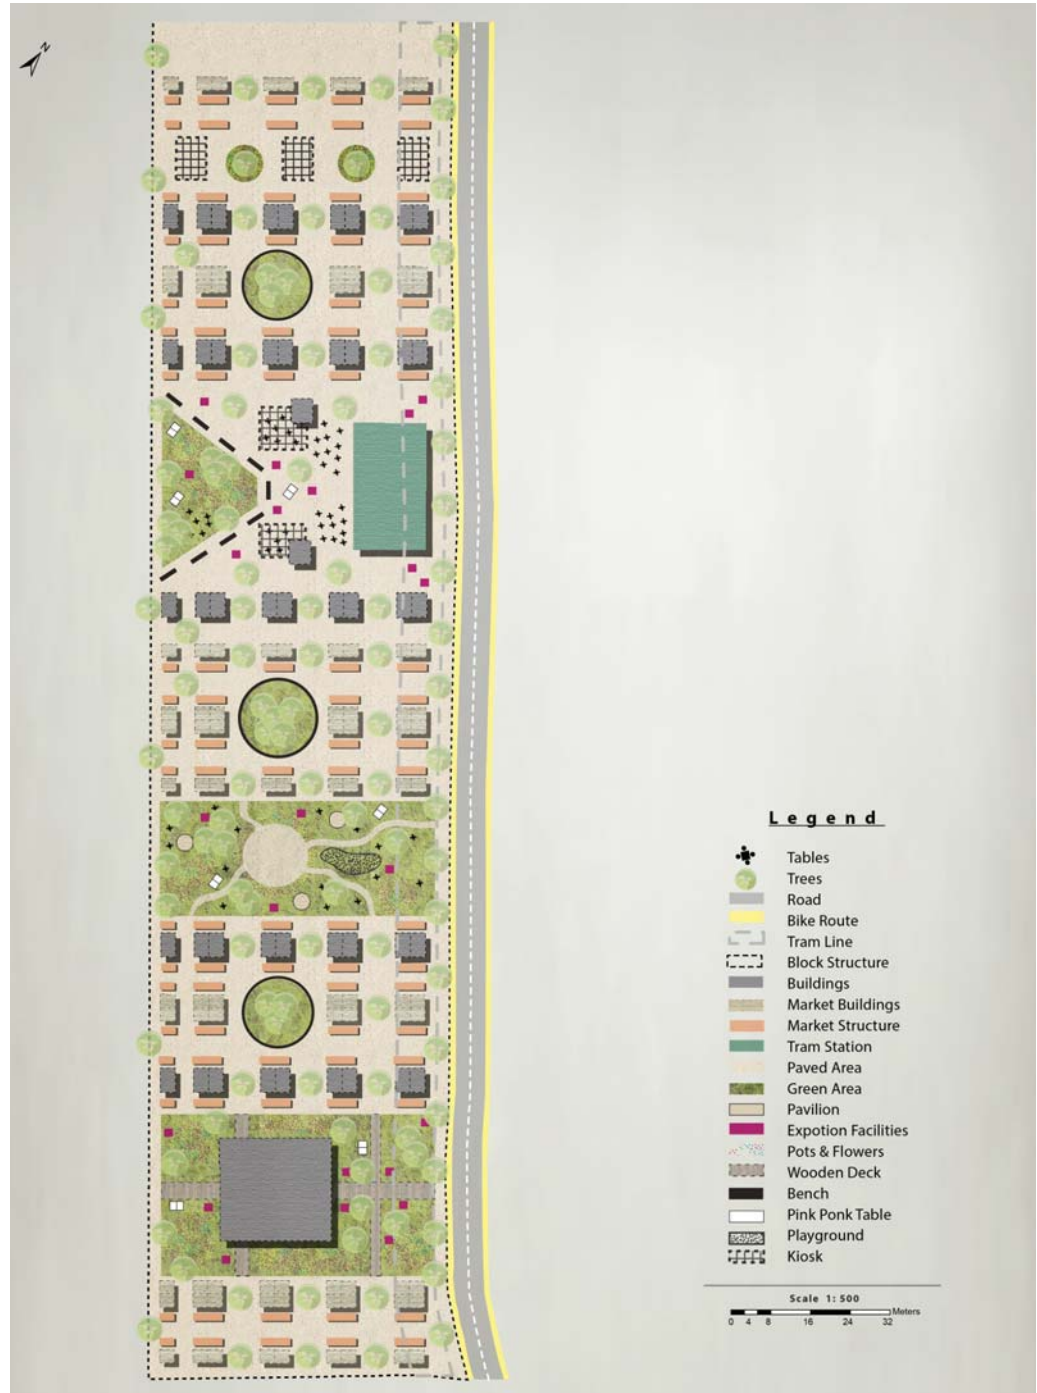 N
Legend
Tables
Trees
Road
Bike Route
Tram Line
Block Structure
Buildings
Market Buildings
Market Structure
Tram Station
Paved Area
Green Area
Pavilion
Expotion Facilities
Pots & Flowers
Wooden Deck
Bench
Pink Ponk Table
Playground
Kiosk
Scale 1: 500
Meters
0 4 8 16 24 32